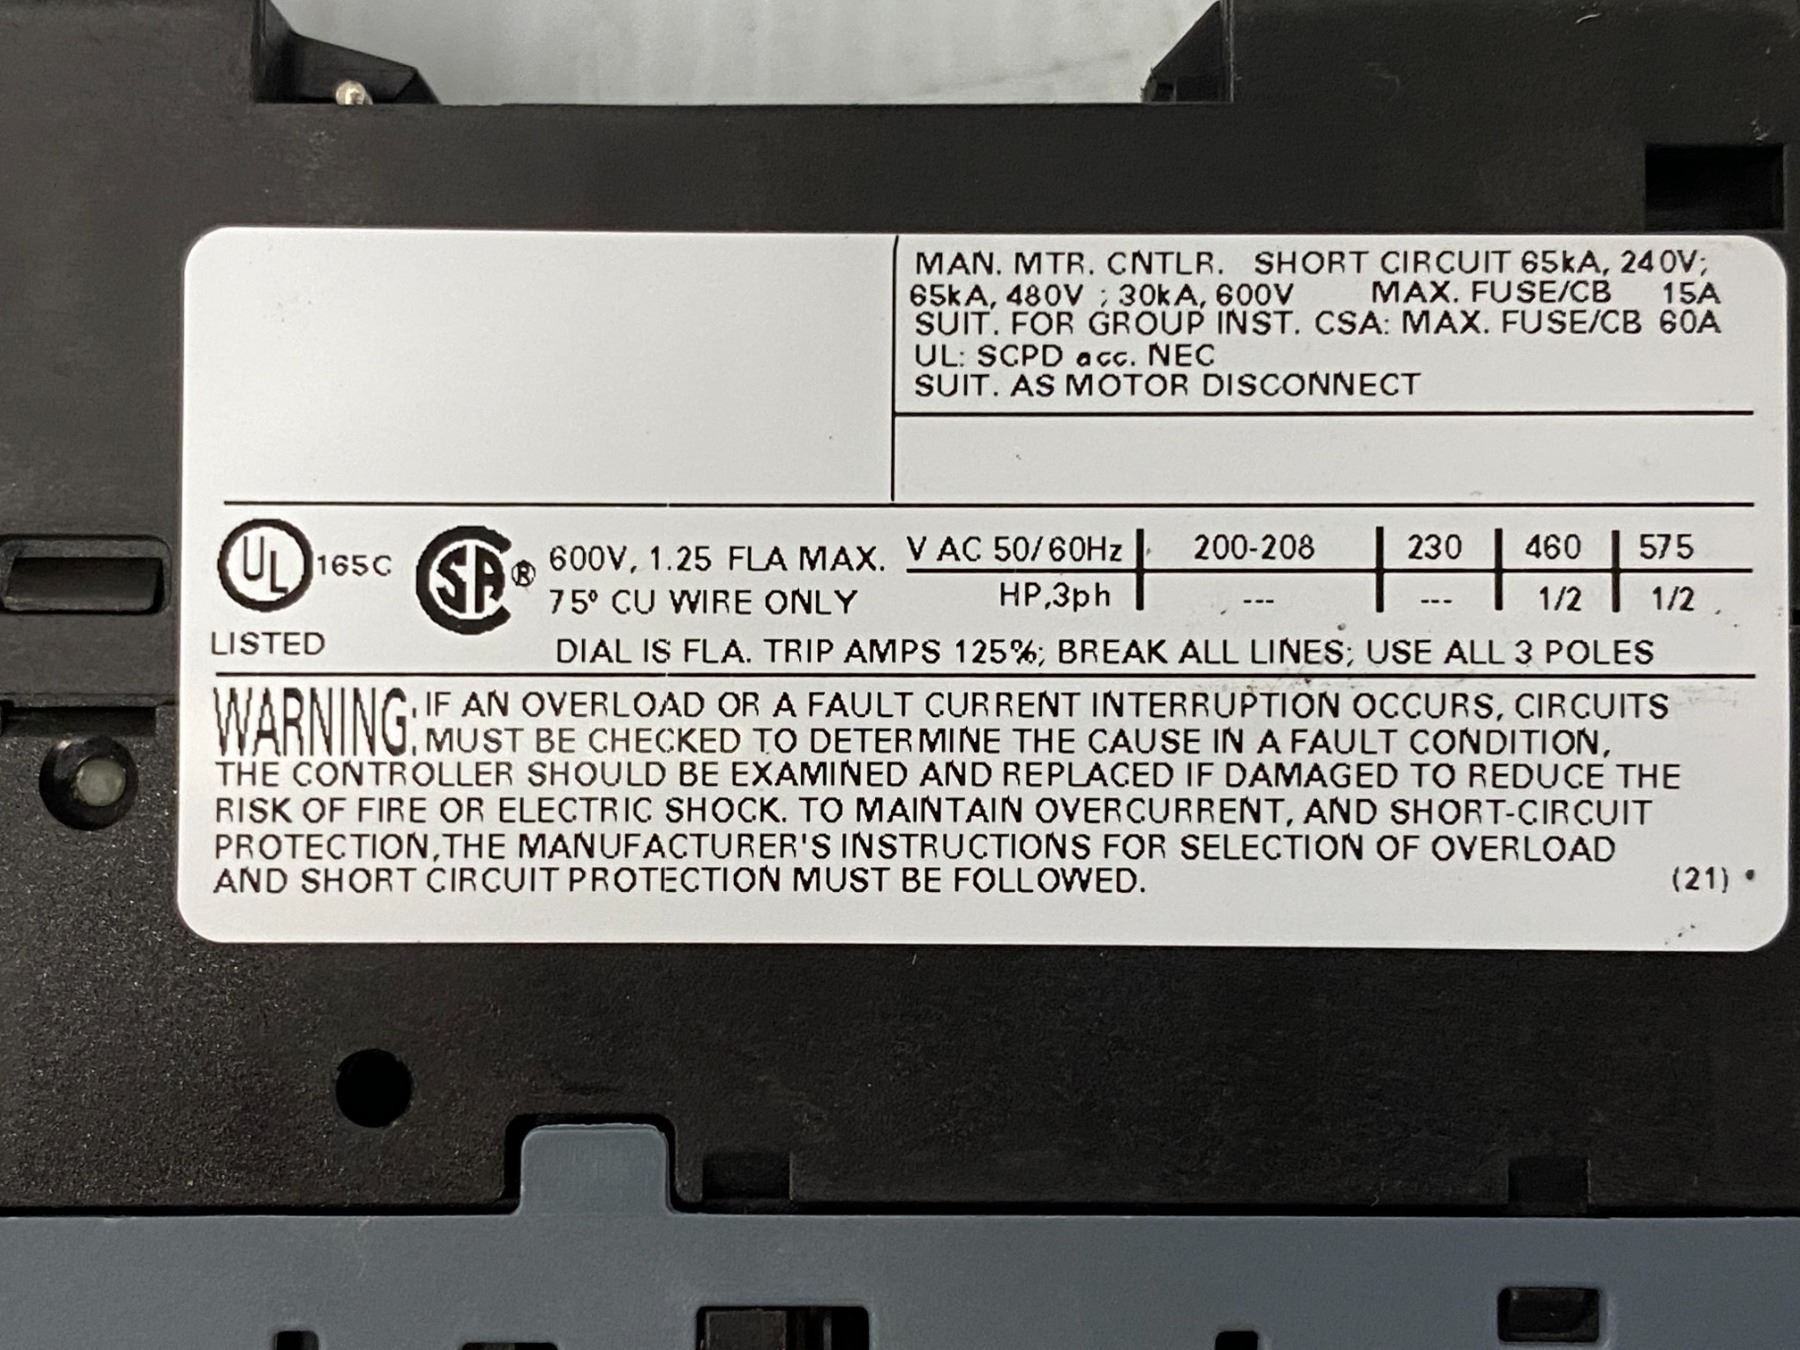 MAN. MTR. CNTLR. SHORT CIRCUIT 65kA, 240V;
65kA, 480V ; 30kA, 600V MAX. FUSE/CB 15A
SUIT. FOR GROUP INST. CSA: MAX. FUSE/CB 60A
UL: SCPD acc. NEC
SUIT. AS MOTOR DISCONNECT
UL 165C
LISTED
SA ®
600V, 1.25 FLA MAX.
75° CU WIRE ONLY
V AC 50/60Hz 200-208 230 460 575
HP,3ph --- --- 1/2 1/2
DIAL IS FLA. TRIP AMPS 125%; BREAK ALL LINES; USE ALL 3 POLES
WARNING: IF AN OVERLOAD OR A FAULT CURRENT INTERRUPTION OCCURS, CIRCUITS
MUST BE CHECKED TO DETERMINE THE CAUSE IN A FAULT CONDITION,
THE CONTROLLER SHOULD BE EXAMINED AND REPLACED IF DAMAGED TO REDUCE THE
RISK OF FIRE OR ELECTRIC SHOCK. TO MAINTAIN OVERCURRENT, AND SHORT-CIRCUIT
PROTECTION, THE MANUFACTURER'S INSTRUCTIONS FOR SELECTION OF OVERLOAD
AND SHORT CIRCUIT PROTECTION MUST BE FOLLOWED.
(21)